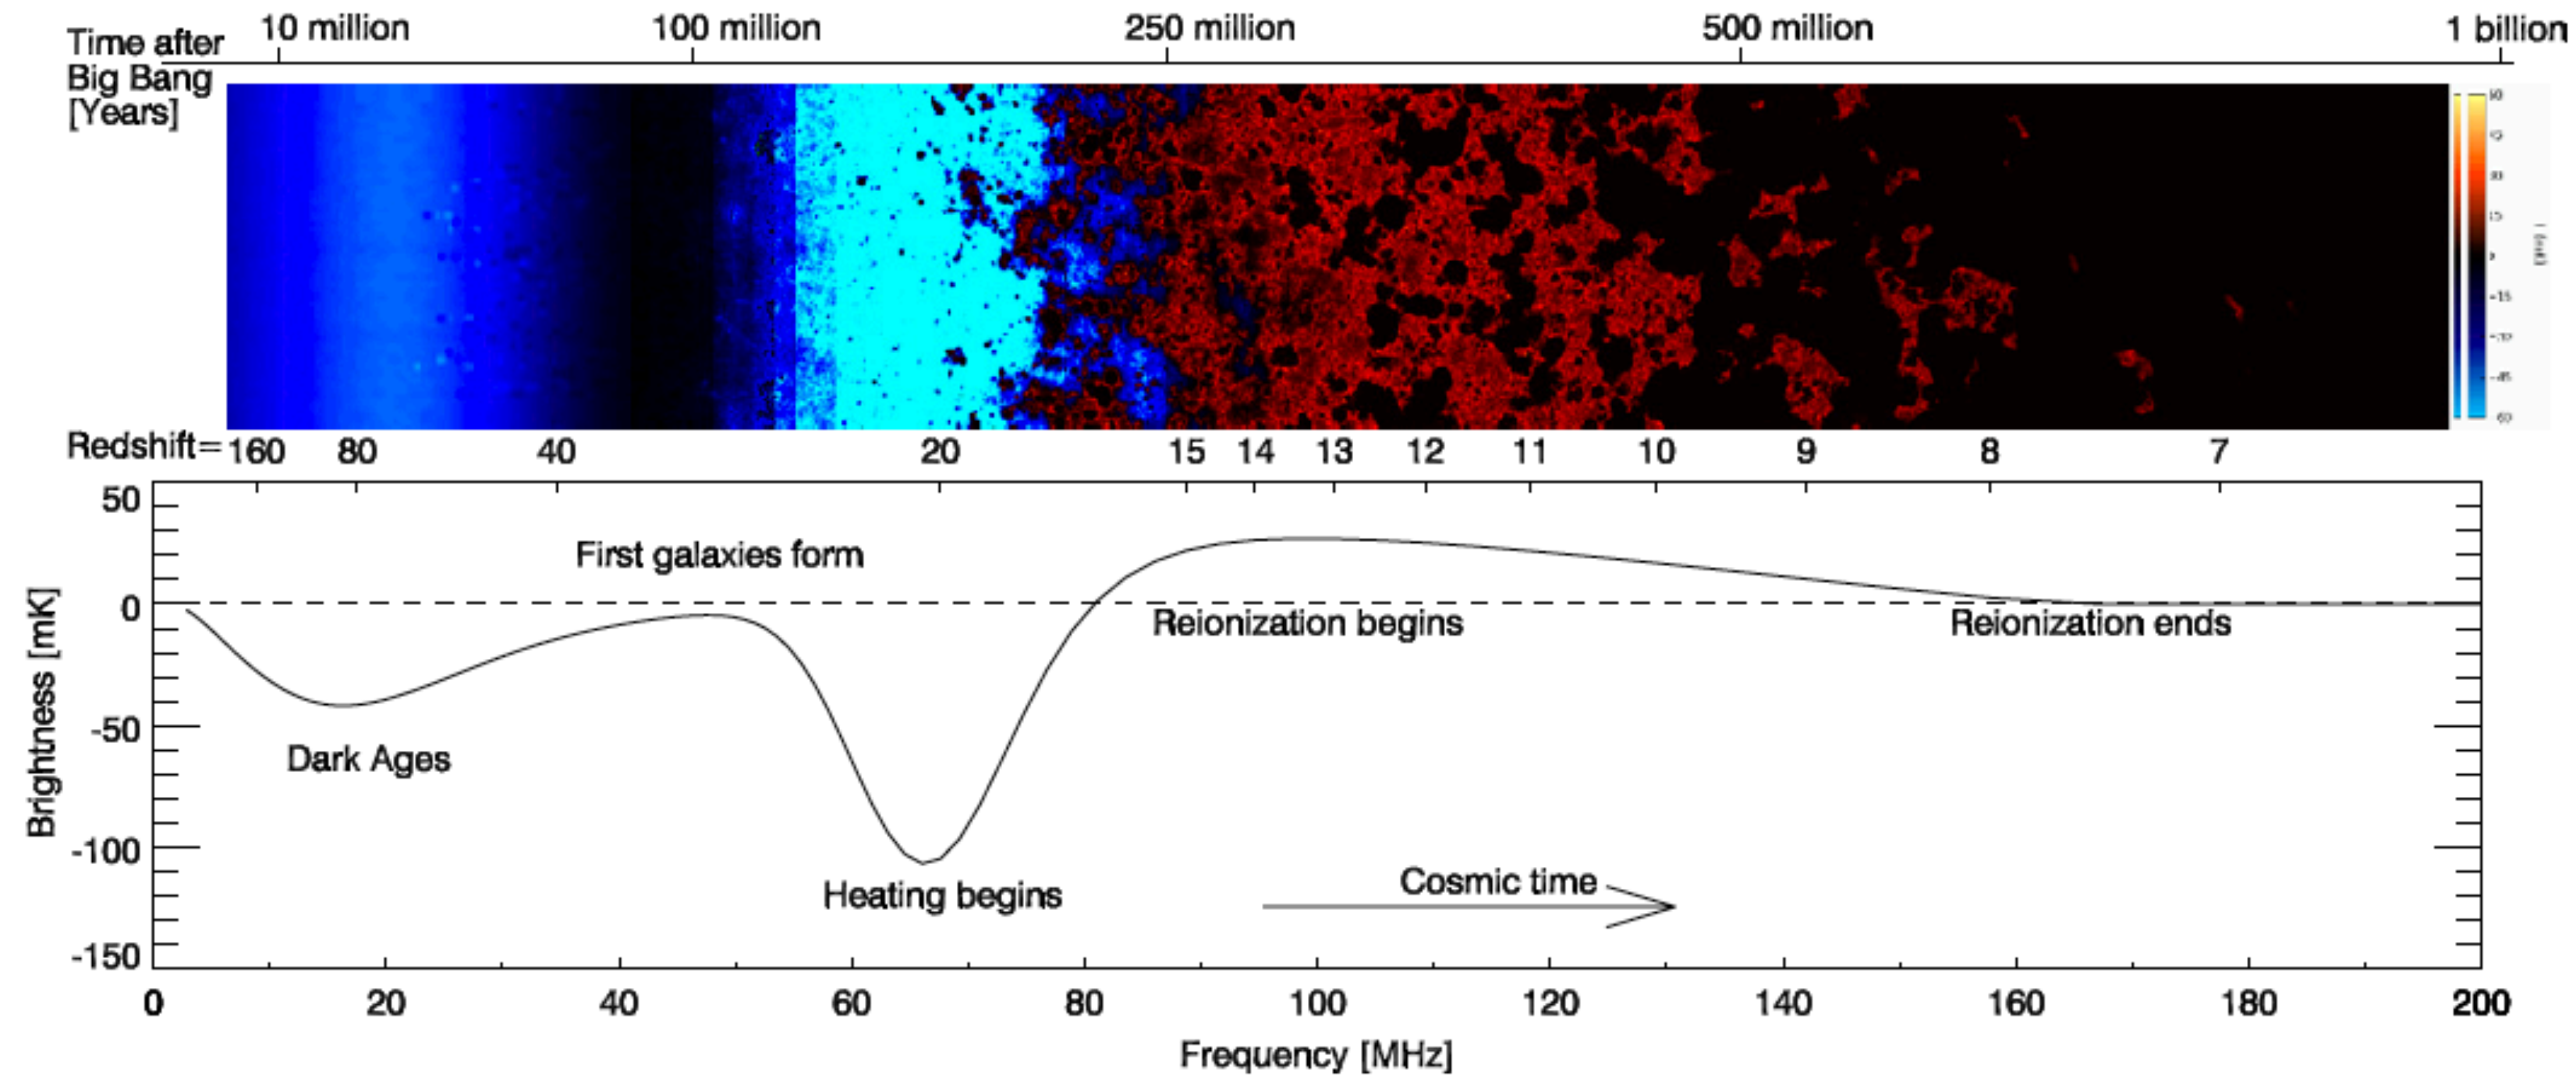 10 million 100 million 250 million 500 million 1 billion
Time after
Big Bang
[Years]
Redshift= 160 80 40 20 15 14 13 12 11 10 9 8 7
50
First galaxies form
0
Reionization begins Reionization ends
-50
Dark Ages
-100
Heating begins
Cosmic time
-150
Brightness [mK]
0 20 40 60 80 100 120 140 160 180 200
Frequency [MHz]